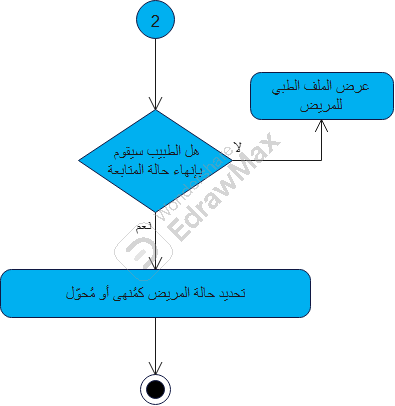 2
عرض الملف الطبي
للمريض
هل الطبيب سيقوم
بإنهاء حالة المتابعة
لا
نعم
تحديد حالة المريض كمُنهى أو مُحوّل
wondershare
EdrawMax